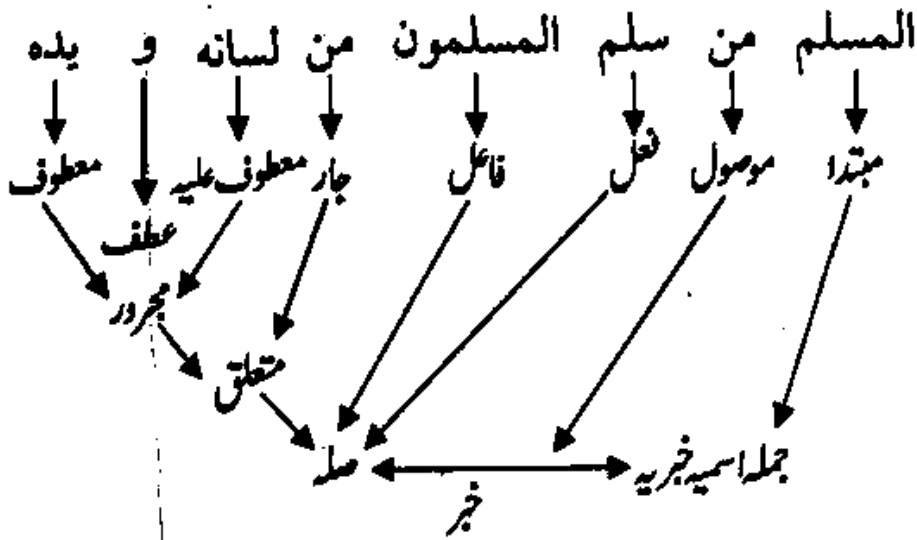 المسلم من سلم المسلمون من لسانه و يده
مبتدا موصول فعل فاعل جار معطوف علیہ معطوف
عطف
مجرور
متعلق
جملہ اسمیہ خبریہ صلہ
خبر